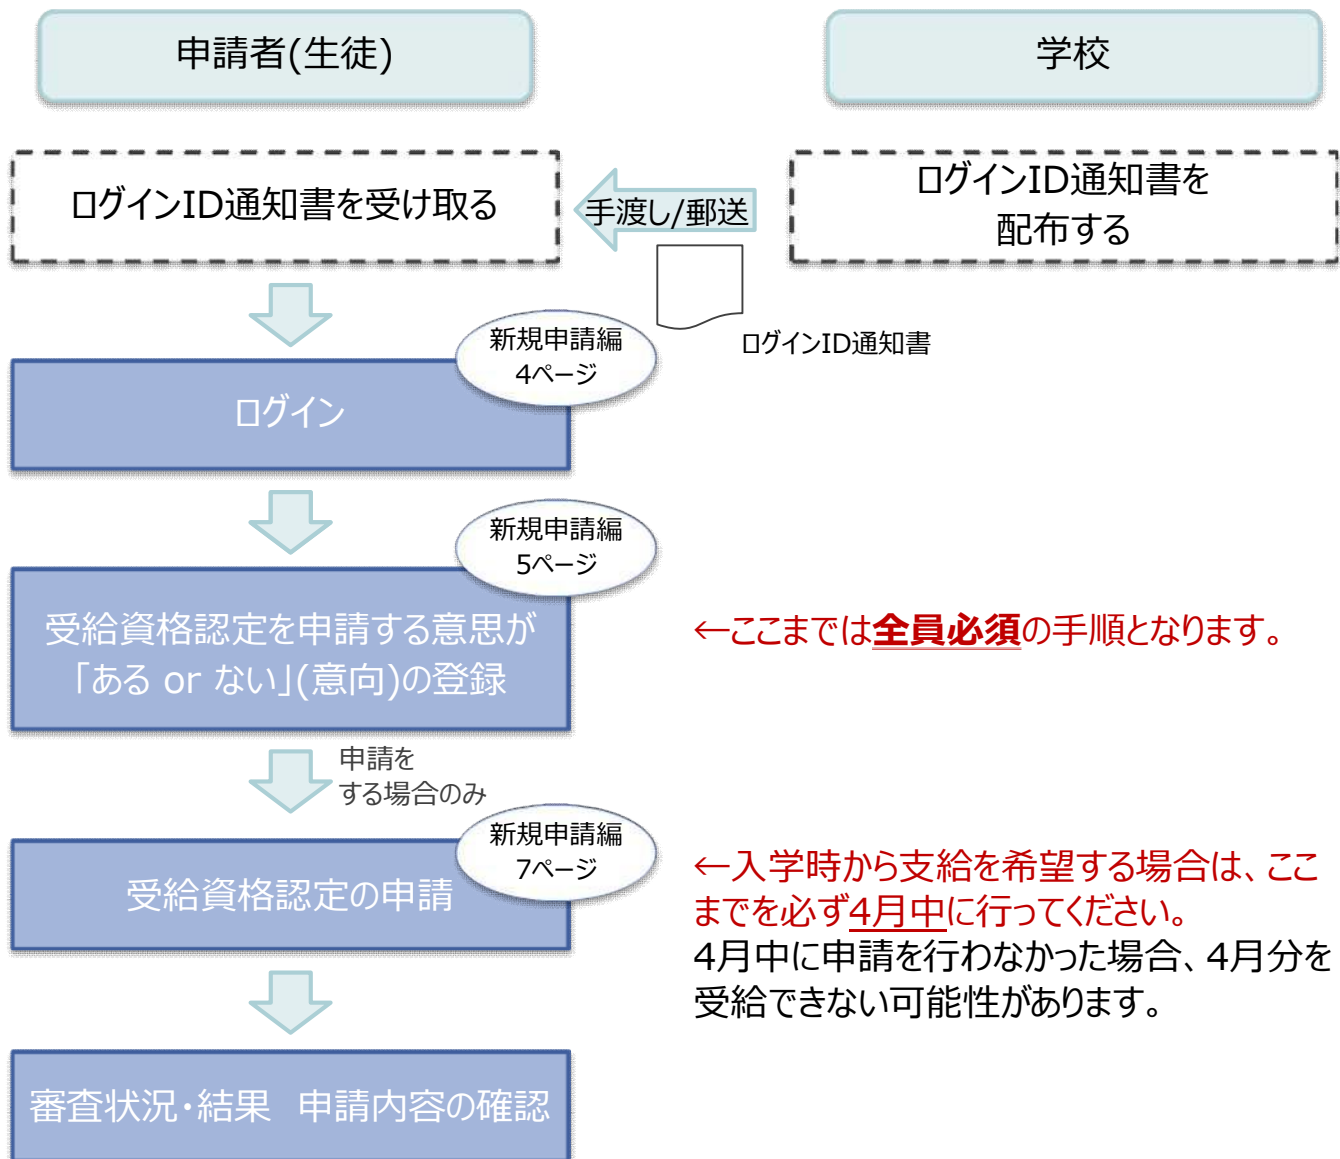 申請者(生徒)
学校
ログインID通知書を受け取る
手渡し/郵送
ログインID通知書を
配布する
ログインID通知書
新規申請編
4ページ
ログイン
新規申請編
5ページ
受給資格認定を申請する意思が
「ある or ない」(意向)の登録
←ここまでは全員必須の手順となります。
申請を
する場合のみ
新規申請編
7ページ
受給資格認定の申請
←入学時から支給を希望する場合は、ここ
までを必ず4月中に行ってください。
4月中に申請を行わなかった場合、4月分を
受給できない可能性があります。
審査状況・結果　申請内容の確認